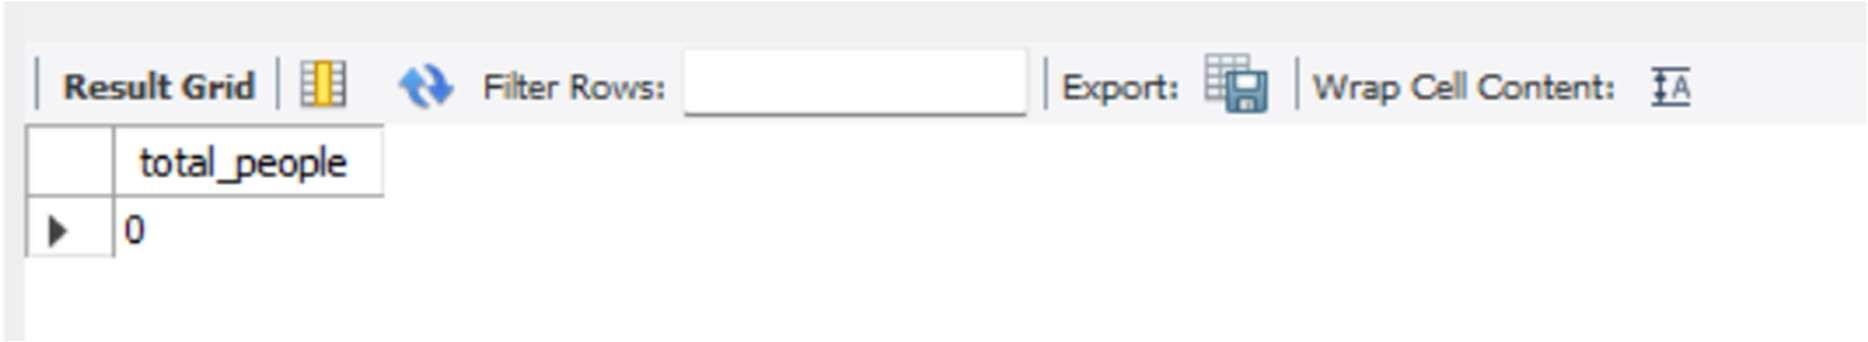 Result Grid Filter Rows: Export: Wrap Cell Content: A
total_people
0